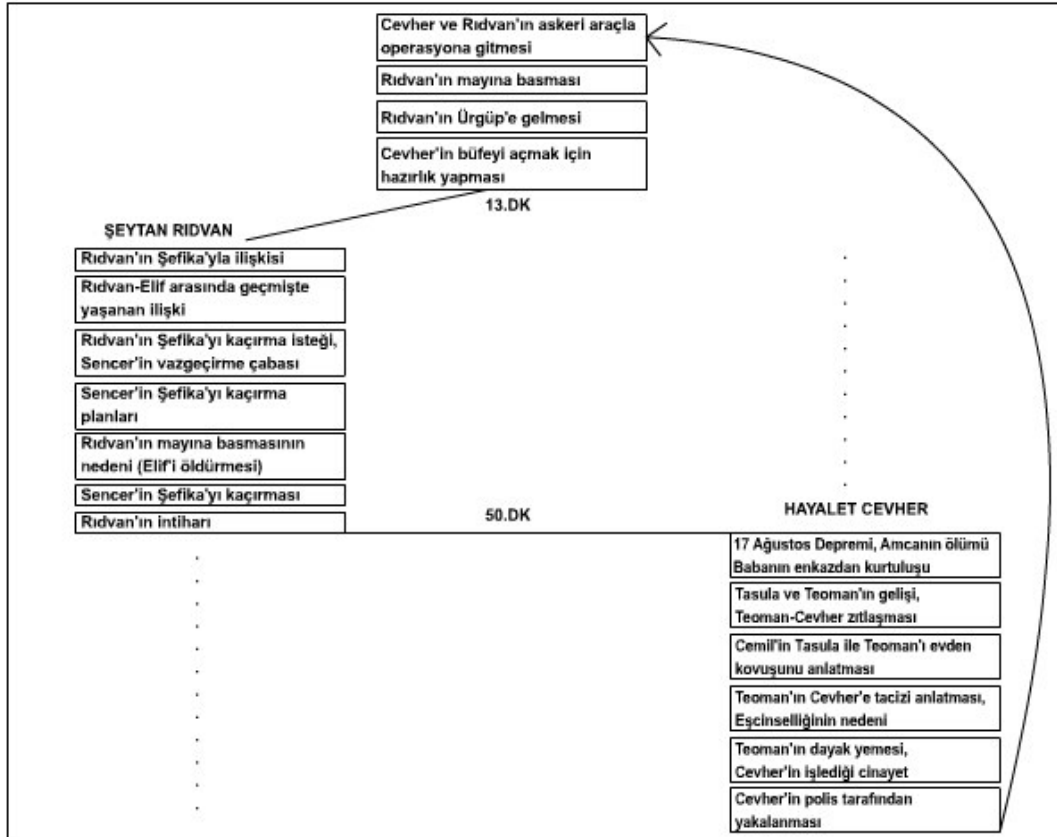 Cevher ve Rıdvan'ın askeri araçla
operasyona gitmesi
Rıdvan'ın mayına basması
Rıdvan'ın Ürgüp'e gelmesi
Cevher'in büfeyi açmak için
hazırlık yapması
13.DK
ŞEYTAN RIDVAN
Rıdvan'ın Şefika'yla ilişkisi
Rıdvan-Elif arasında geçmişte
yaşanan ilişki
Rıdvan'ın Şefika'yı kaçırma isteği,
Sencer'in vazgeçirme çabası
Sencer'in Şefika'yı kaçırma
planları
Rıdvan'ın mayına basmasının
nedeni (Elif'i öldürmesi)
Sencer'in Şefika'yı kaçırması
Rıdvan'ın intiharı
50.DK
HAYALET CEVHER
17 Ağustos Depremi, Amcanın ölümü
Babanın enkazdan kurtuluşu
Tasula ve Teoman'ın gelişi,
Teoman-Cevher zıtlaşması
Cemil'in Tasula ile Teoman'ı evden
kovuşunu anlatması
Teoman'ın Cevher'e tacizi anlatması,
Eşcinselliğinin nedeni
Teoman'ın dayak yemesi,
Cevher'in işlediği cinayet
Cevher'in polis tarafından
yakalanması